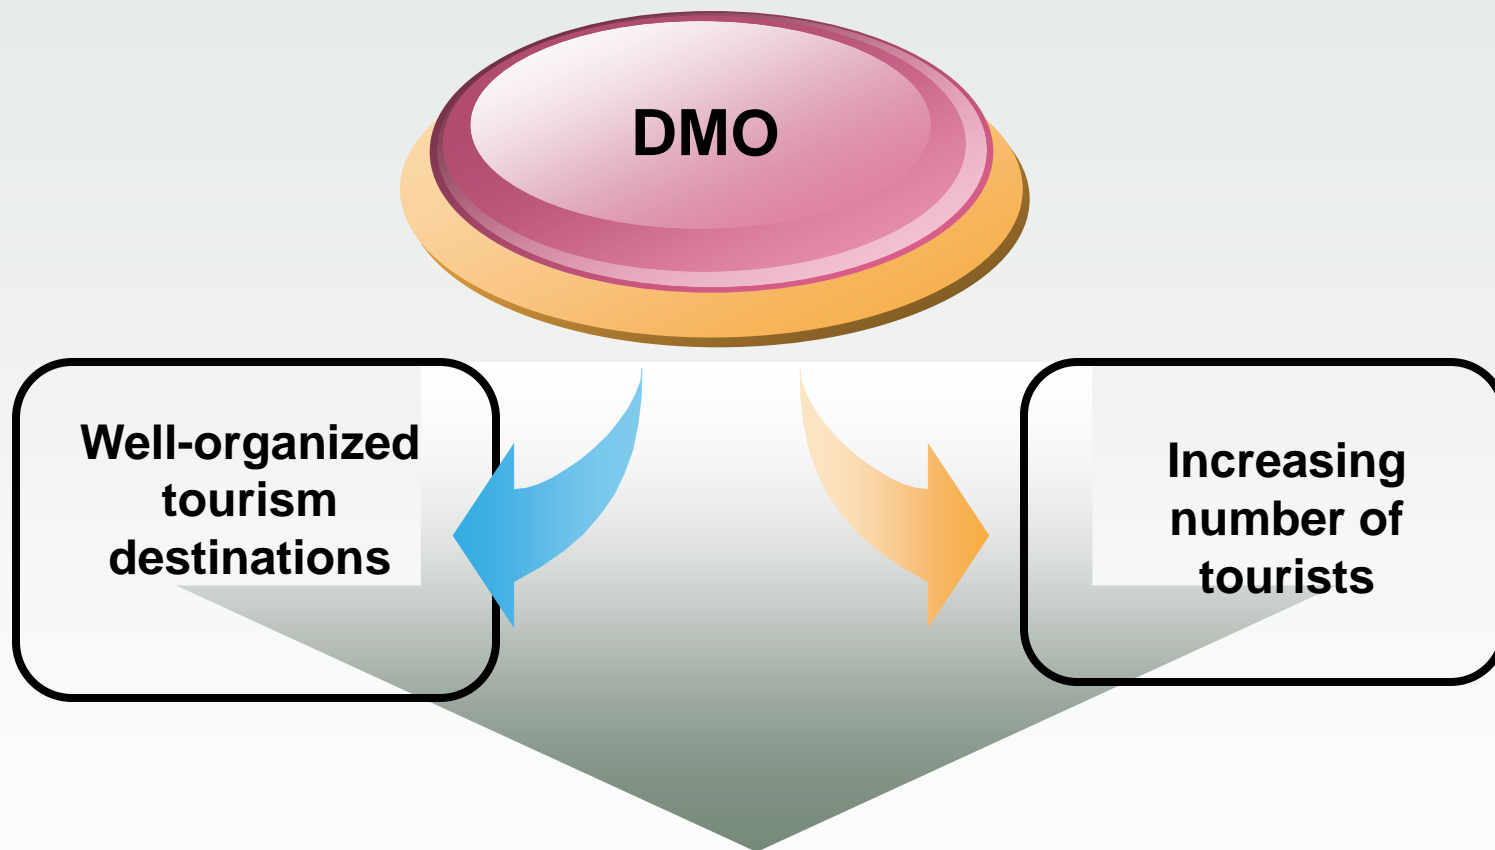 DMO
Well-organized
tourism
destinations
Increasing
number of
tourists